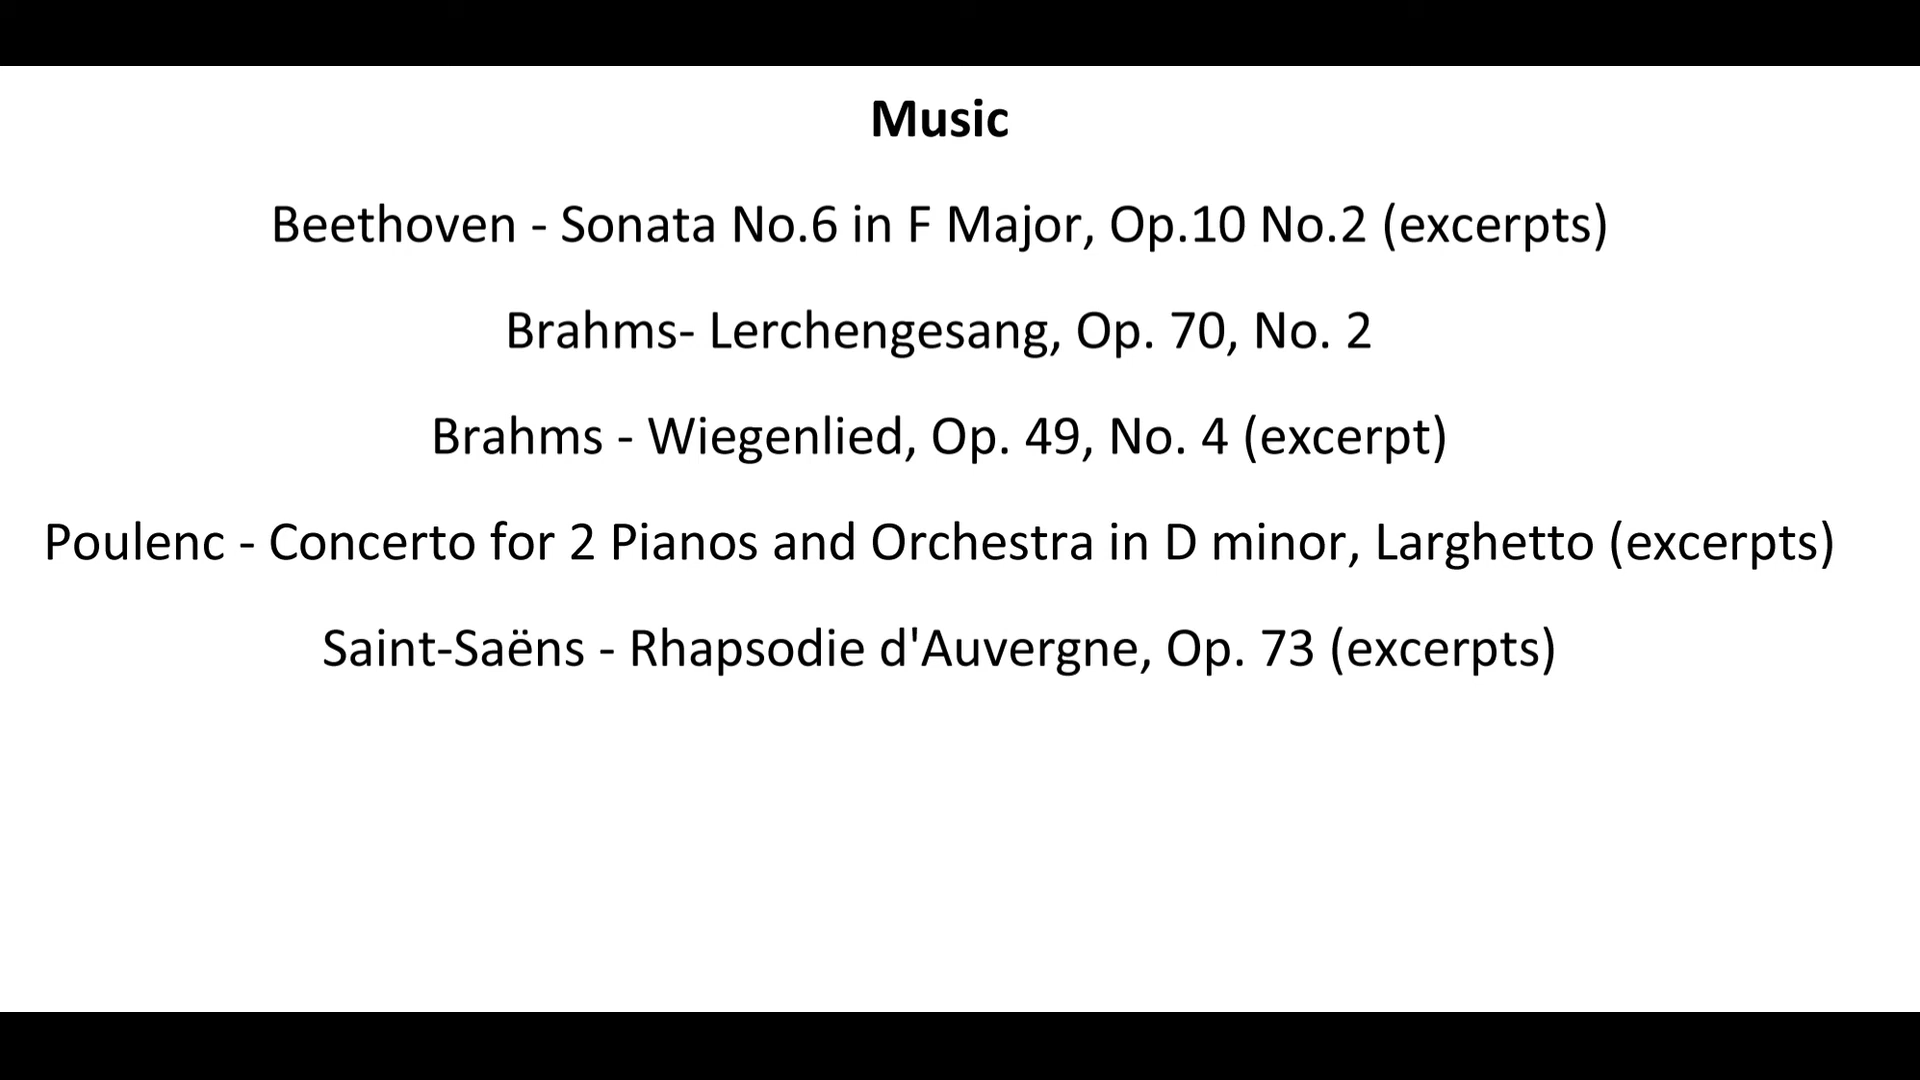 Music
Beethoven - Sonata No.6 in F Major, Op.10 No.2 (excerpts)
Brahms- Lerchengesang, Op. 70, No. 2
Brahms - Wiegenlied, Op. 49, No. 4 (excerpt)
Poulenc - Concerto for 2 Pianos and Orchestra in D minor, Larghetto (excerpts)
Saint-Saëns - Rhapsodie d'Auvergne, Op. 73 (excerpts)